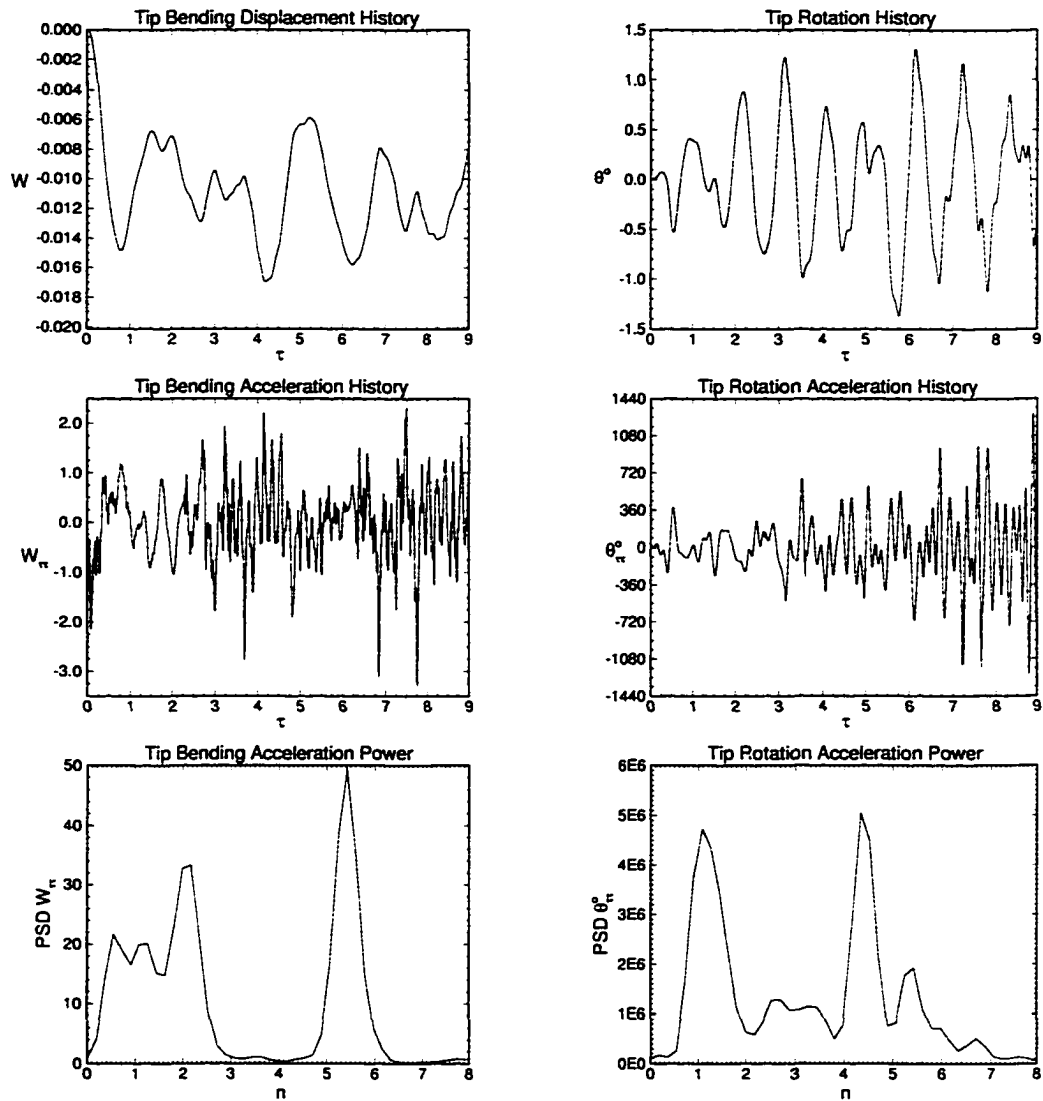 Tip Bending Displacement History
0.000
-0.002
-0.004
-0.006
-0.008
-0.010
-0.012
-0.014
-0.016
-0.018
-0.020
W
0 1 2 3 4 5 6 7 8 9
τ
Tip Rotation History
1.5
1.0
0.5
0.0
-0.5
-1.0
-1.5
θ°
0 1 2 3 4 5 6 7 8 9
τ
Tip Bending Acceleration History
2.0
1.0
0.0
-1.0
-2.0
-3.0
W_ττ
0 1 2 3 4 5 6 7 8 9
τ
Tip Rotation Acceleration History
1440
1080
720
360
0
-360
-720
-1080
-1440
θ°_ττ
0 1 2 3 4 5 6 7 8 9
τ
Tip Bending Acceleration Power
50
40
30
20
10
0
PSD W_ττ
0 1 2 3 4 5 6 7 8
n
Tip Rotation Acceleration Power
6E6
5E6
4E6
3E6
2E6
1E6
0E0
PSD θ°_ττ
0 1 2 3 4 5 6 7 8
n